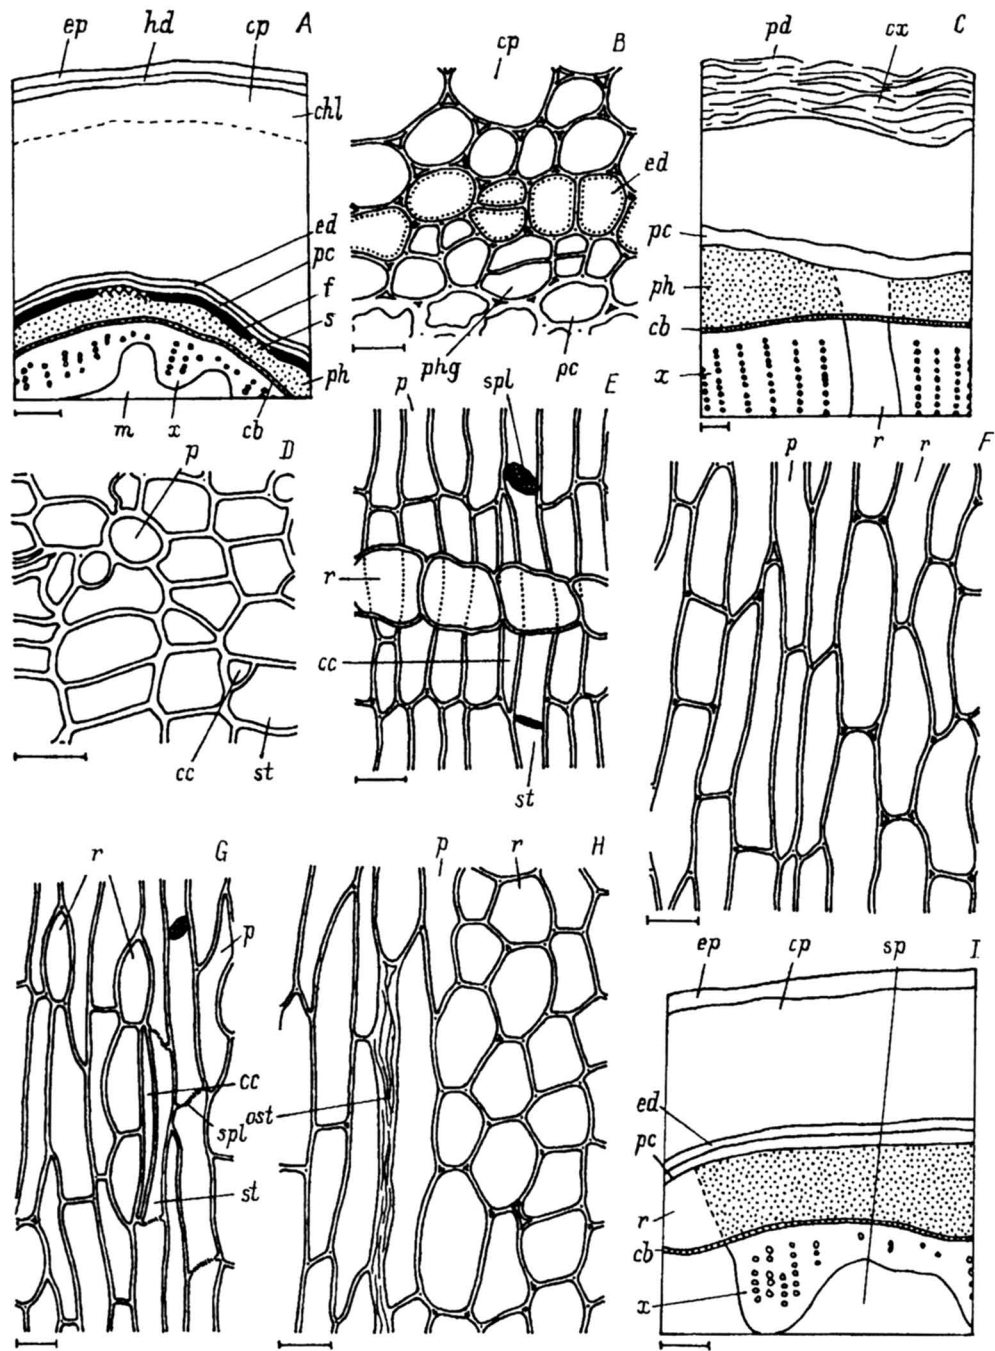 ep hd cp A
chl
ed
pc
f
s
ph
m x cb
cp B
ed
phg pc
pd cx C
pc
ph
cb
x
r
D
p
cc st
p spl E
r
cc
st
p r F
r G
p
cc
spl
st
p r H
ost
ep cp sp I
ed
pc
r
cb
x